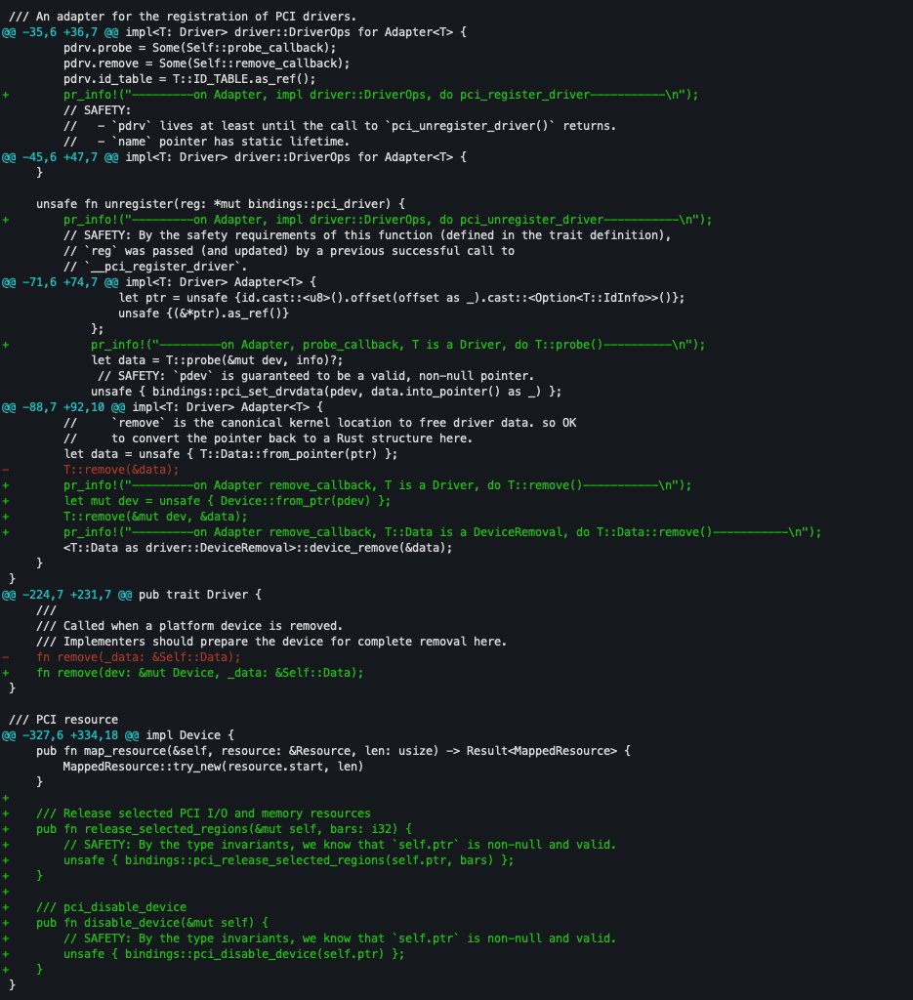 /// An adapter for the registration of PCI drivers.
@@ -35,6 +36,7 @@ impl<T: Driver> driver::DriverOps for Adapter<T> {
         pdrv.probe = Some(Self::probe_callback);
         pdrv.remove = Some(Self::remove_callback);
         pdrv.id_table = T::ID_TABLE.as_ref();
+        pr_info!("---------on Adapter, impl driver::DriverOps, do pci_register_driver-----------\n");
         // SAFETY:
         //   - `pdrv` lives at least until the call to `pci_unregister_driver()` returns.
         //   - `name` pointer has static lifetime.
@@ -45,6 +47,7 @@ impl<T: Driver> driver::DriverOps for Adapter<T> {
     }

     unsafe fn unregister(reg: *mut bindings::pci_driver) {
+        pr_info!("---------on Adapter, impl driver::DriverOps, do pci_unregister_driver-----------\n");
         // SAFETY: By the safety requirements of this function (defined in the trait definition),
         // `reg` was passed (and updated) by a previous successful call to
         // `__pci_register_driver`.
@@ -71,6 +74,7 @@ impl<T: Driver> Adapter<T> {
                 let ptr = unsafe {id.cast::<u8>().offset(offset as _).cast::<Option<T::IdInfo>>()};
                 unsafe {(&*ptr).as_ref()}
             };
+            pr_info!("---------on Adapter, probe_callback, T is a Driver, do T::probe()----------\n");
             let data = T::probe(&mut dev, info)?;
              // SAFETY: `pdev` is guaranteed to be a valid, non-null pointer.
             unsafe { bindings::pci_set_drvdata(pdev, data.into_pointer() as _) };
@@ -88,7 +92,10 @@ impl<T: Driver> Adapter<T> {
         //     `remove` is the canonical kernel location to free driver data. so OK
         //     to convert the pointer back to a Rust structure here.
         let data = unsafe { T::Data::from_pointer(ptr) };
-        T::remove(&data);
+        pr_info!("---------on Adapter remove_callback, T is a Driver, do T::remove()-----------\n");
+        let mut dev = unsafe { Device::from_ptr(pdev) };
+        T::remove(&mut dev, &data);
+        pr_info!("---------on Adapter remove_callback, T::Data is a DeviceRemoval, do T::Data::remove()-----------\n");
         <T::Data as driver::DeviceRemoval>::device_remove(&data);
     }
 }
@@ -224,7 +231,7 @@ pub trait Driver {
     ///
     /// Called when a platform device is removed.
     /// Implementers should prepare the device for complete removal here.
-    fn remove(_data: &Self::Data);
+    fn remove(dev: &mut Device, _data: &Self::Data);
 }

 /// PCI resource
@@ -327,6 +334,18 @@ impl Device {
     pub fn map_resource(&self, resource: &Resource, len: usize) -> Result<MappedResource> {
         MappedResource::try_new(resource.start, len)
     }
+
+    /// Release selected PCI I/O and memory resources
+    pub fn release_selected_regions(&mut self, bars: i32) {
+        // SAFETY: By the type invariants, we know that `self.ptr` is non-null and valid.
+        unsafe { bindings::pci_release_selected_regions(self.ptr, bars) };
+    }
+
+    /// pci_disable_device
+    pub fn disable_device(&mut self) {
+        // SAFETY: By the type invariants, we know that `self.ptr` is non-null and valid.
+        unsafe { bindings::pci_disable_device(self.ptr) };
+    }
 }